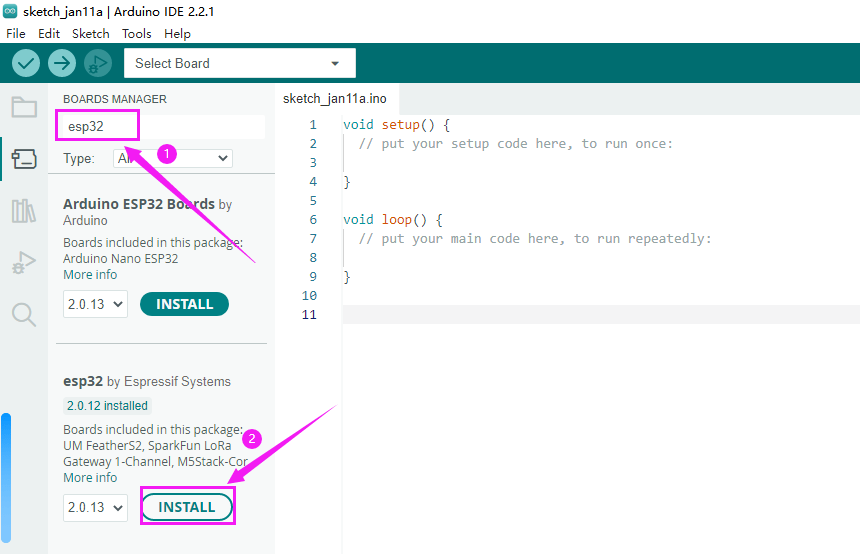 sketch_jan11a | Arduino IDE 2.2.1
File Edit Sketch Tools Help
Select Board
BOARDS MANAGER
esp32
1
Type: All
Arduino ESP32 Boards by
Arduino
Boards included in this package:
Arduino Nano ESP32
More info
2.0.13 INSTALL
esp32 by Espressif Systems
2.0.12 installed
Boards included in this package:
2
UM FeatherS2, SparkFun LoRa
Gateway 1-Channel, M5Stack-Cor
More info
2.0.13 INSTALL
sketch_jan11a.ino
1 void setup() {
2 // put your setup code here, to run once:
3
4 }
5
6 void loop() {
7 // put your main code here, to run repeatedly:
8
9 }
10
11